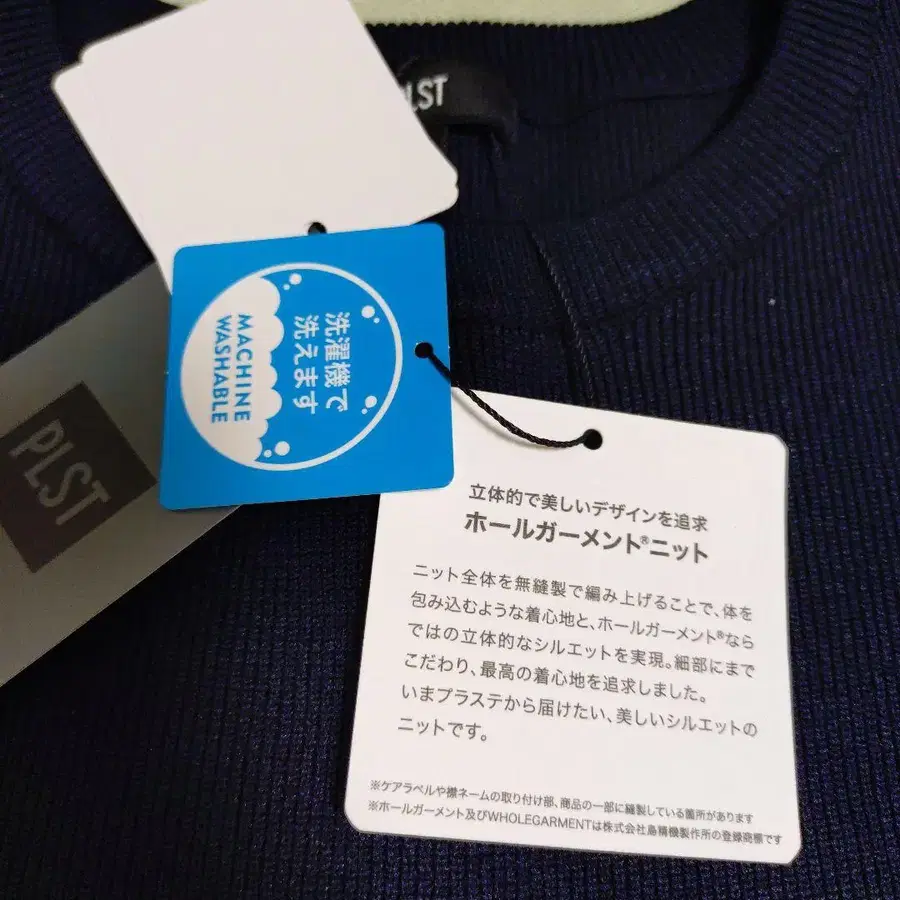 PLST
洗濯機で
洗えます
MACHINE
WASHABLE
PLST
立体的で美しいデザインを追求
ホールガーメント®ニット
ニット全体を無縫製で編み上げることで、体を
包み込むような着心地と、ホールガーメント®なら
ではの立体的なシルエットを実現。細部にまで
こだわり、最高の着心地を追求しました。
いまプラステから届けたい、美しいシルエットの
ニットです。
※ケアラベルや襟ネームの取り付け部、商品の一部に縫製している箇所があります
※ホールガーメント及びWHOLEGARMENTは株式会社島精機製作所の登録商標です